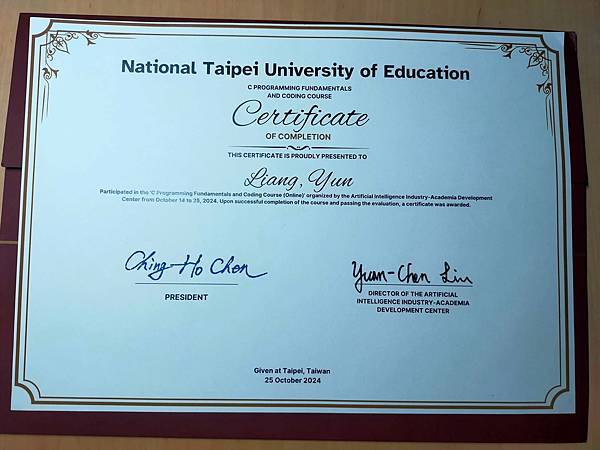 National Taipei University of Education
C PROGRAMMING FUNDAMENTALS
AND CODING COURSE
Certificate
OF COMPLETION
THIS CERTIFICATE IS PROUDLY PRESENTED TO
Liang, Yun
Participated in the 'C Programming Fundamentals and Coding Course (Online)' organized by the Artificial Intelligence Industry-Academia Development
Center from October 14 to 25, 2024. Upon successful completion of the course and passing the evaluation, a certificate was awarded.
Ching-Ho Chen
PRESIDENT
Yuan-Chen Liu
DIRECTOR OF THE ARTIFICIAL
INTELLIGENCE INDUSTRY-ACADEMIA
DEVELOPMENT CENTER
Given at Taipei, Taiwan
25 October 2024